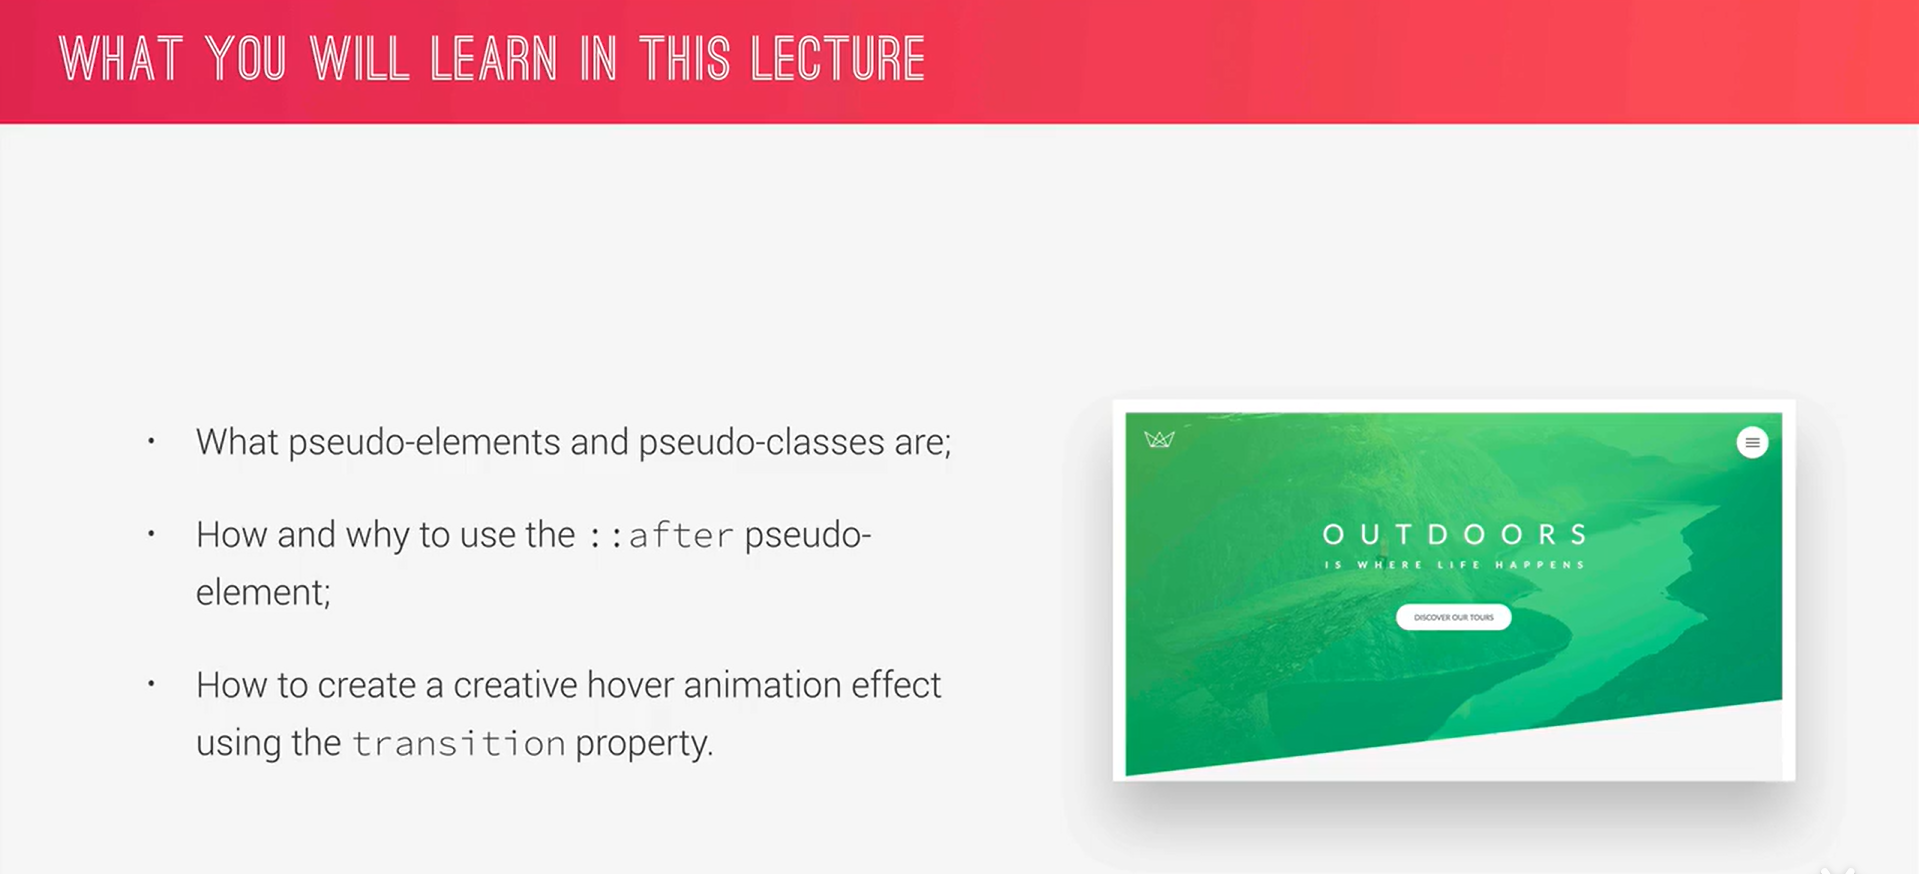 WHAT YOU WILL LEARN IN THIS LECTURE
• What pseudo-elements and pseudo-classes are;
• How and why to use the ::after pseudo-
element;
• How to create a creative hover animation effect
using the transition property.
OUTDOORS
IS WHERE LIFE HAPPENS
DISCOVER OUR TOURS